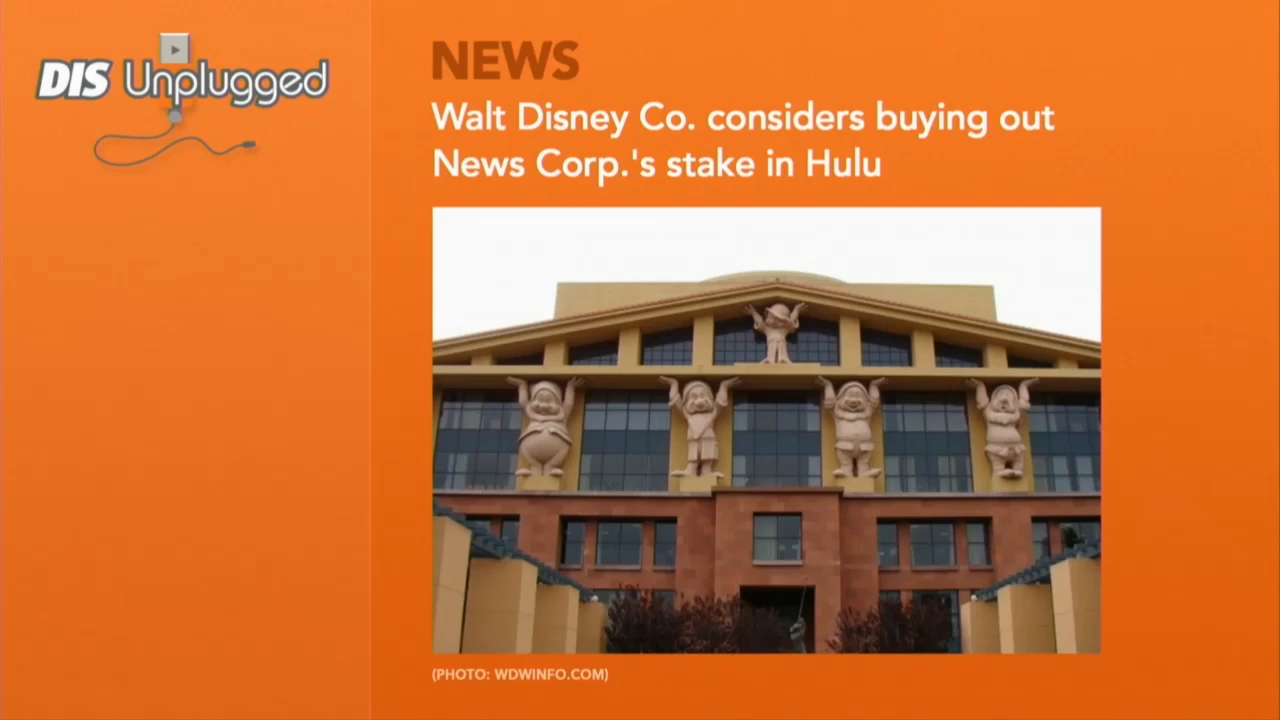 DIS Unplugged
NEWS
Walt Disney Co. considers buying out
News Corp.'s stake in Hulu
(PHOTO: WDWINFO.COM)